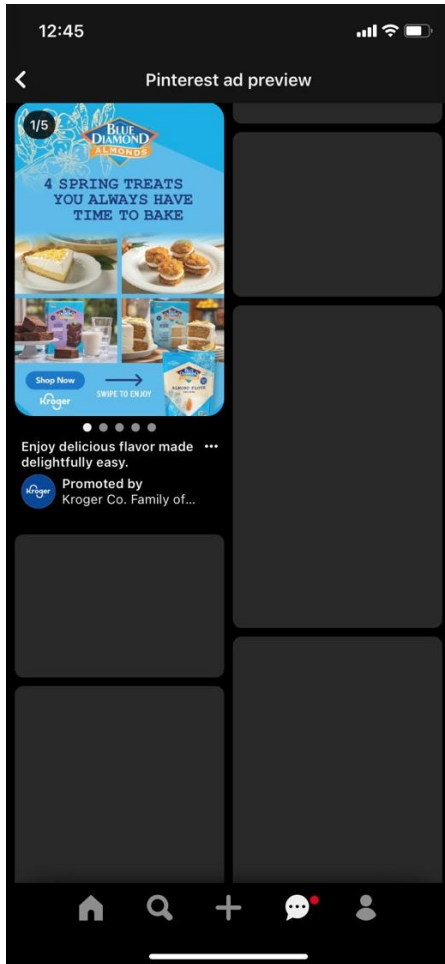 12:45
Pinterest ad preview
1/5
BLUE
DIAMOND
ALMONDS
4 SPRING TREATS
YOU ALWAYS HAVE
TIME TO BAKE
Shop Now
Kroger
SWIPE TO ENJOY
ALMOND FLOUR
Enjoy delicious flavor made
delightfully easy.
Kroger
Promoted by
Kroger Co. Family of...